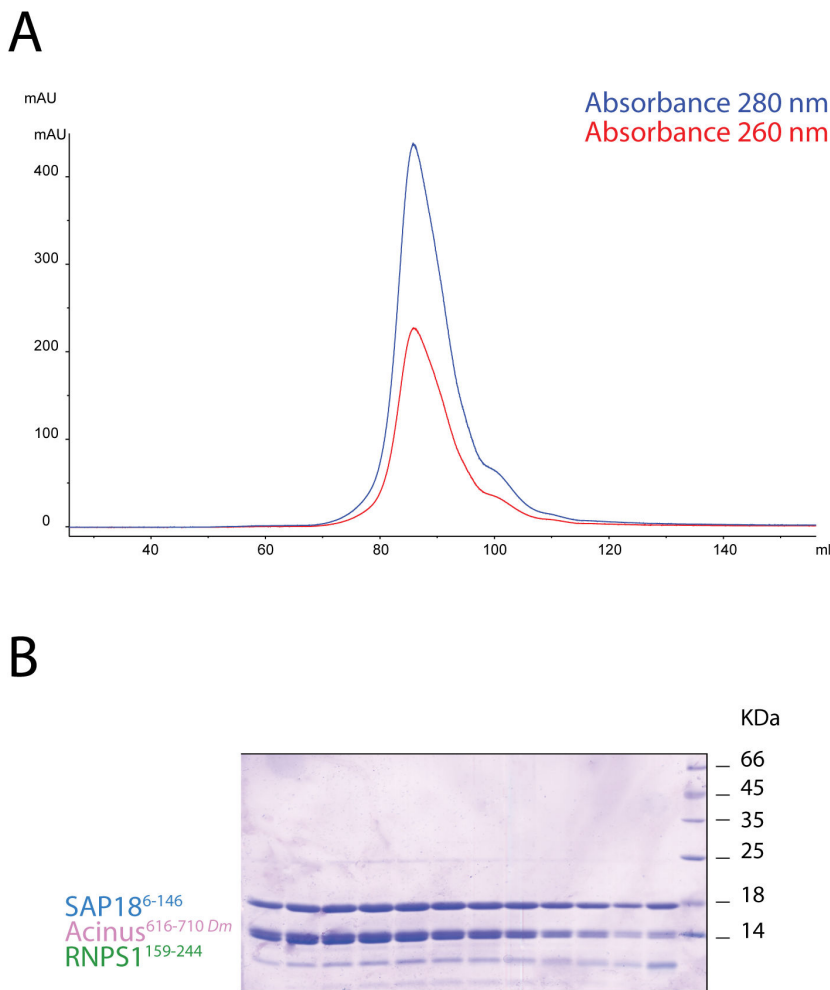 A
mAU
Absorbance 280 nm
mAU
Absorbance 260 nm
400
300
200
100
0
40 60 80 100 120 140 ml
B
KDa
66
45
35
25
SAP18⁶⁻¹⁴⁶
18
Acinus⁶¹⁶⁻⁷¹⁰ ᴰᵐ
14
RNPS1¹⁵⁹⁻²⁴⁴